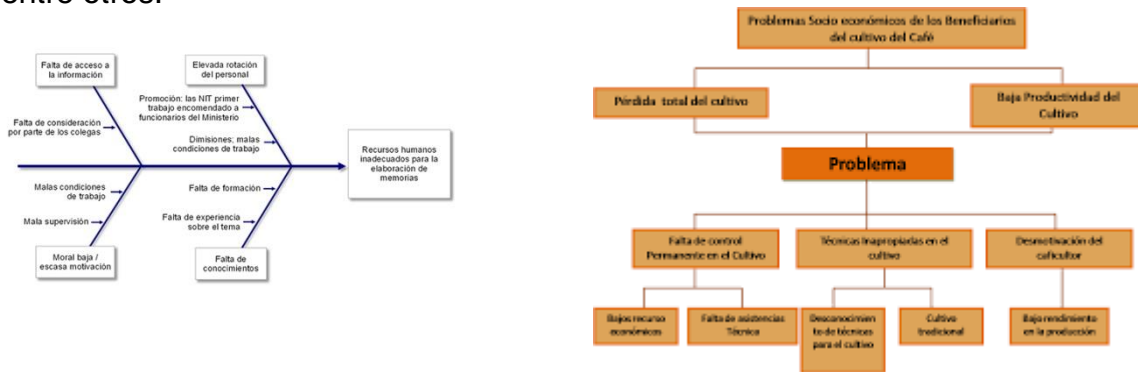 entre otros.
Falta de acceso a
la información
Elevada rotación
del personal
Promoción: las NIT primer
trabajo encomendado a
funcionarios del Ministerio
Falta de consideración
por parte de los colegas
Dimisiones; malas
condiciones de trabajo
Recursos humanos
inadecuados para la
elaboración de
memorias
Malas condiciones
de trabajo
Falta de formación
Mala supervisión
Falta de experiencia
sobre el tema
Moral baja /
escasa motivación
Falta de
conocimientos
Problemas Socio económicos de los Beneficiarios
del cultivo del Café
Pérdida total del cultivo
Baja Productividad del
Cultivo
Problema
Falta de control
Permanente en el Cultivo
Técnicas Inapropiadas en el
cultivo
Desmotivación del
caficultor
Bajos recurso
económicos
Falta de asistencias
Técnica
Desconocimien
to de técnicas
para el cultivo
Cultivo
tradicional
Bajo rendimiento
en la producción